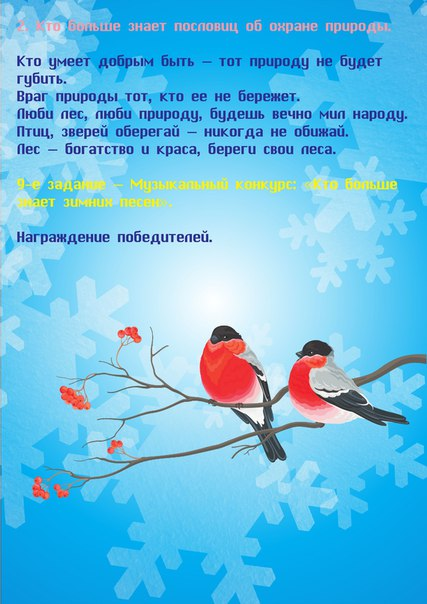 2. Кто больше знает пословиц об охране природы.
Кто умеет добрым быть – тот природу не будет
губить.
Враг природы тот, кто ее не бережет.
Люби лес, люби природу, будешь вечно мил народу.
Птиц, зверей оберегай – никогда не обижай.
Лес – богатство и краса, береги свои леса.
9-е задание – Музыкальный конкурс: «Кто больше
знает зимних песен».
Награждение победителей.